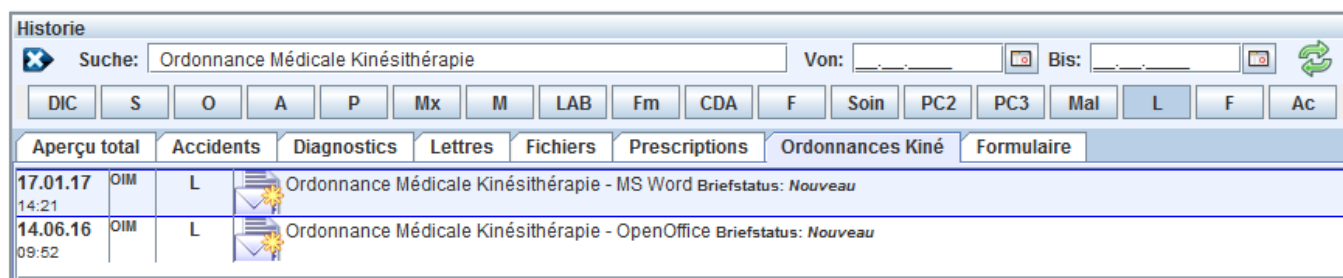 Historie
Suche: Ordonnance Médicale Kinésithérapie Von: __.__.____ Bis: __.__.____
DIC S O A P Mx M LAB Fm CDA F Soin PC2 PC3 Mal L F Ac
Aperçu total Accidents Diagnostics Lettres Fichiers Prescriptions Ordonnances Kiné Formulaire
17.01.17 OIM L Ordonnance Médicale Kinésithérapie - MS Word Briefstatus: Nouveau
14:21
14.06.16 OIM L Ordonnance Médicale Kinésithérapie - OpenOffice Briefstatus: Nouveau
09:52